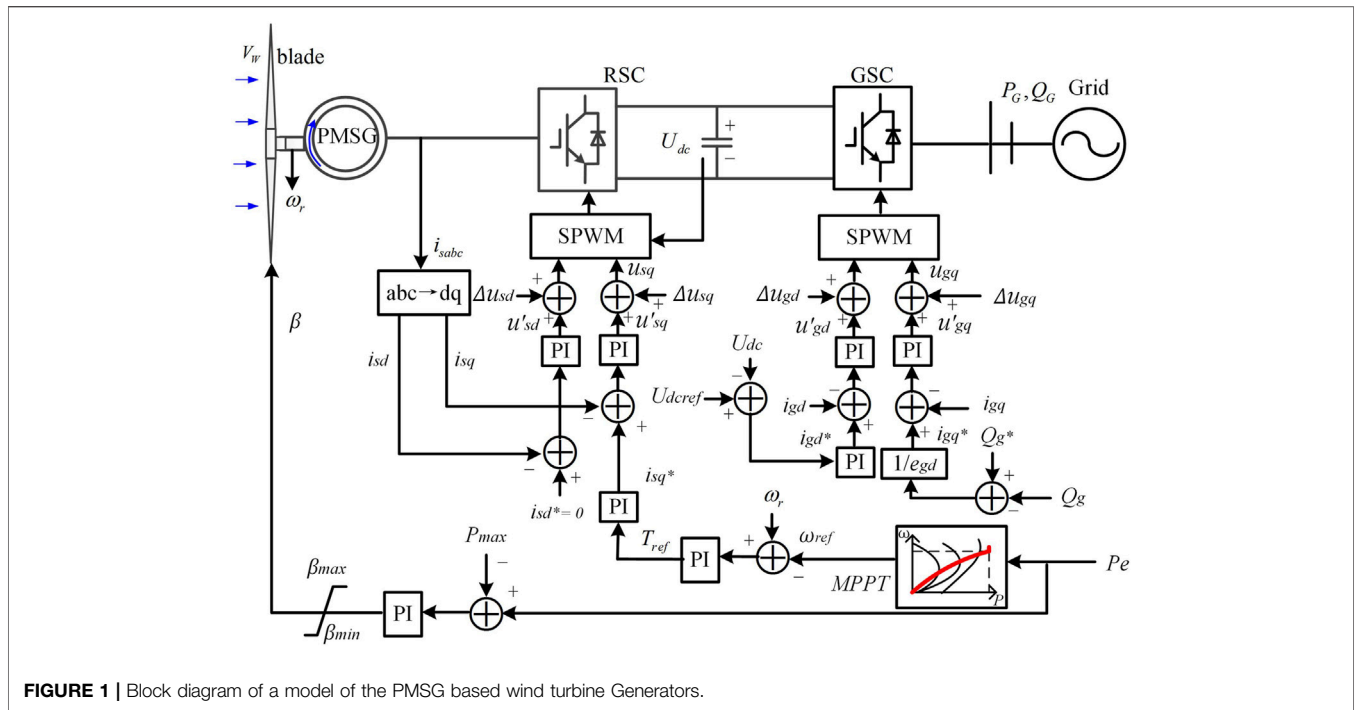 V_W blade
RSC
GSC
P_G, Q_G Grid
PMSG
U_dc + −
ω_r
SPWM
SPWM
i_sabc
abc→dq
Δu_sd + + u_sq + Δu_sq
u'_sd + + u'_sq
Δu_gd + + u_gq + Δu_gq
u'_gd + + u'_gq
β
i_sd i_sq
PI PI
PI PI
U_dc −
U_dcref +
i_gd − +
− + i_gq
i_gd* i_gq* Q_g*
− +
− +
PI
1/e_gd
+ − Q_g
i_sd*= 0
i_sq*
PI
T_ref PI
ω_r
+ − ω_ref
MPPT
ω P
Pe
P_max
− +
β_max
β_min
PI
FIGURE 1 | Block diagram of a model of the PMSG based wind turbine Generators.